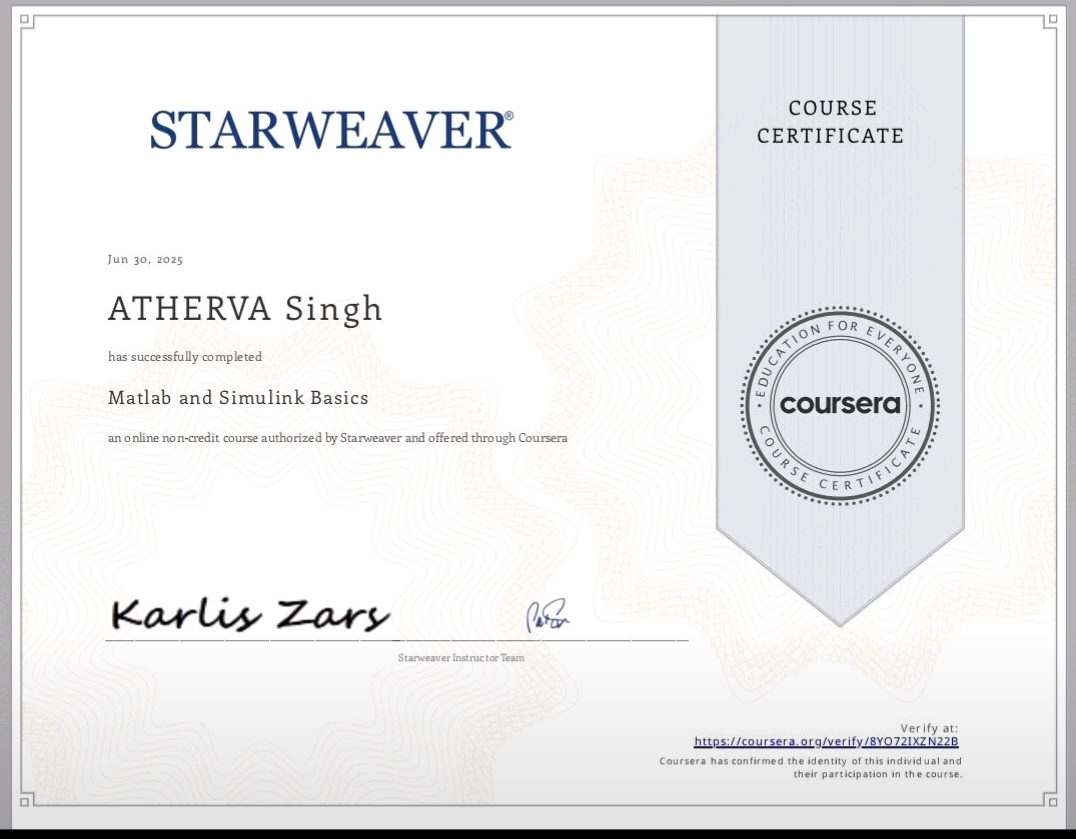 STARWEAVER®
COURSE
CERTIFICATE
Jun 30, 2025
ATHERVA Singh
has successfully completed
Matlab and Simulink Basics
an online non-credit course authorized by Starweaver and offered through Coursera
EDUCATION FOR EVERYONE
coursera
COURSE CERTIFICATE
Karlis Zars
Starweaver Instructor Team
Verify at:
https://coursera.org/verify/8YO72IXZN22B
Coursera has confirmed the identity of this individual and
their participation in the course.